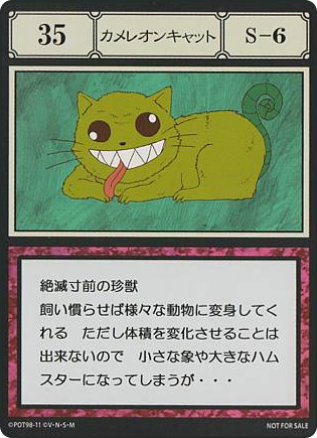 35
カメレオンキャット
S-6
絶滅寸前の珍獣
飼い慣らせば様々な動物に変身してく
れる　ただし体積を変化させることは
出来ないので　小さな象や大きなハム
スターになってしまうが・・・
©POT98-11 ©V・N・S・M
NOT FOR SALE